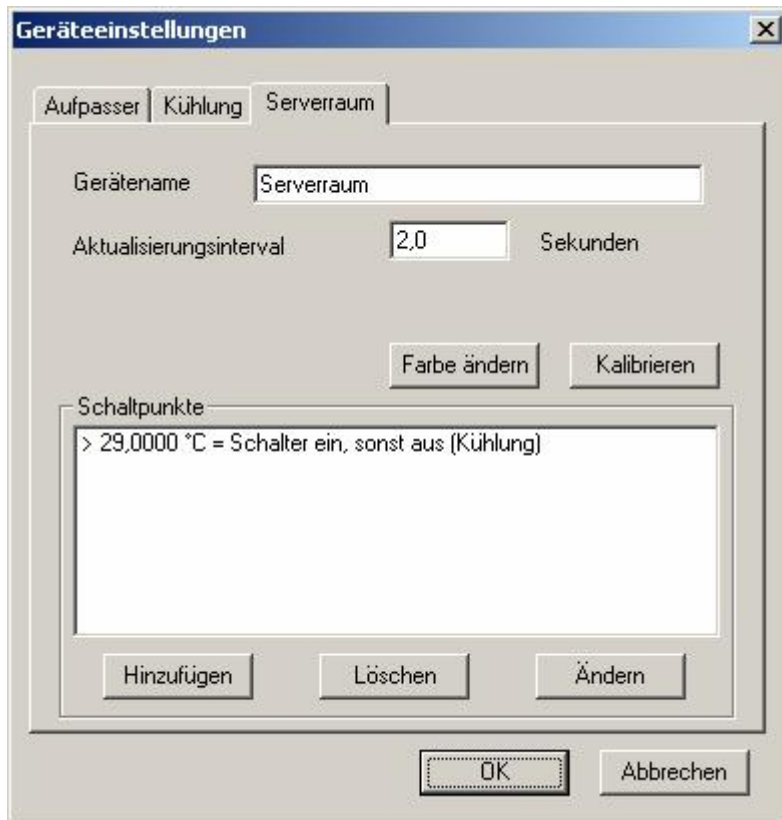 Geräteeinstellungen
Aufpasser Kühlung Serverraum
Gerätename Serverraum
Aktualisierungsinterval 2,0 Sekunden
Farbe ändern Kalibrieren
Schaltpunkte
> 29,0000 °C = Schalter ein, sonst aus (Kühlung)
Hinzufügen Löschen Ändern
OK Abbrechen